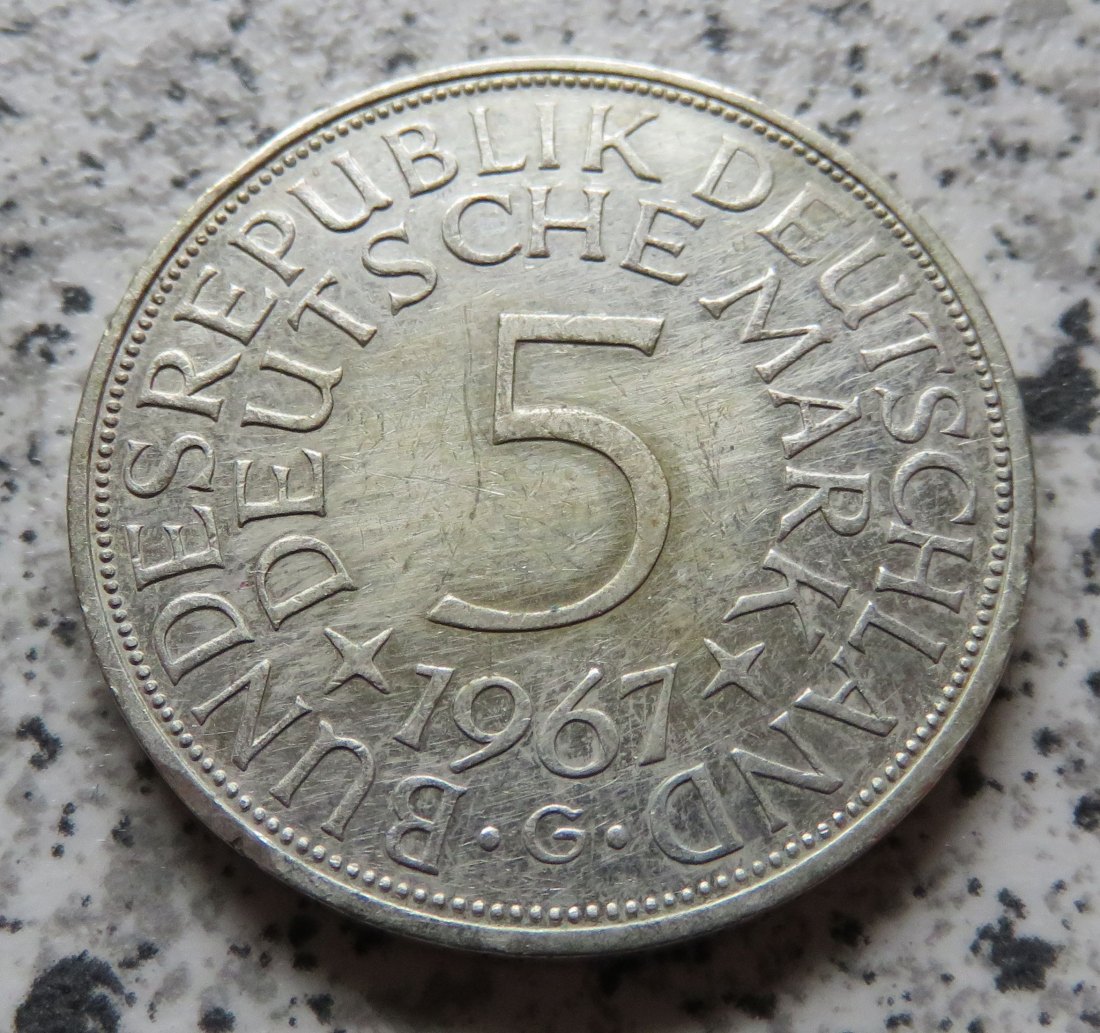 BUNDESREPUBLIK DEUTSCHLAND
DEUTSCHE MARK
5
1967
· G ·